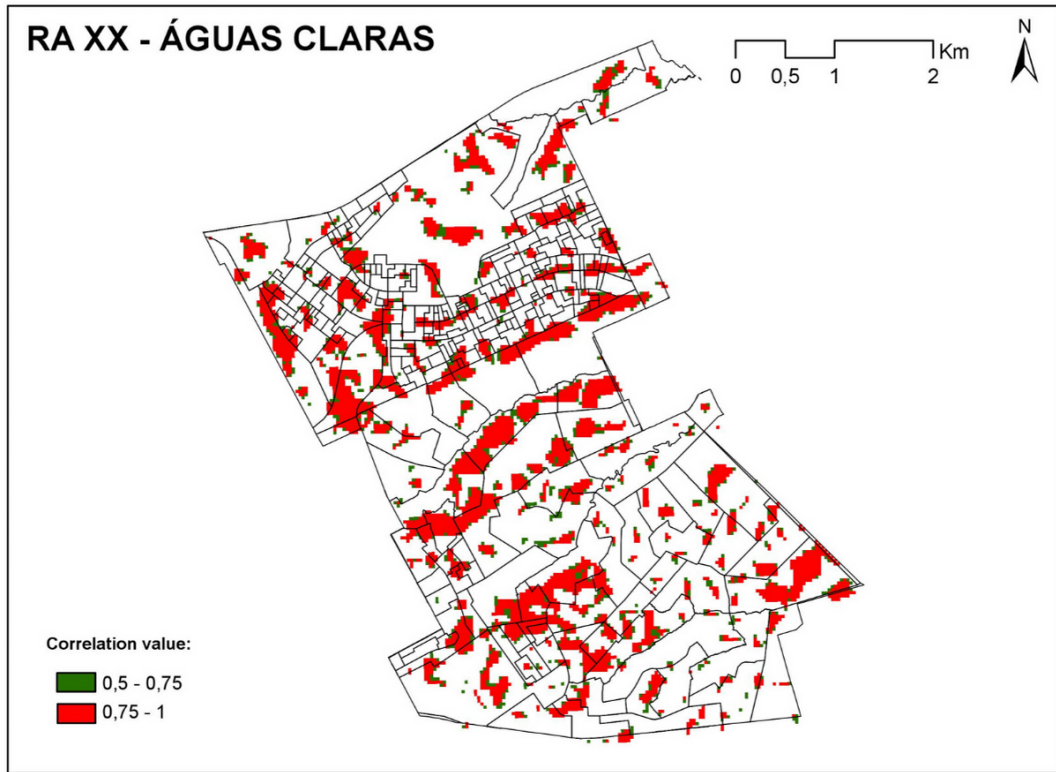 RA XX - ÁGUAS CLARAS
N
Km
0 0,5 1 2
Correlation value:
0,5 - 0,75
0,75 - 1